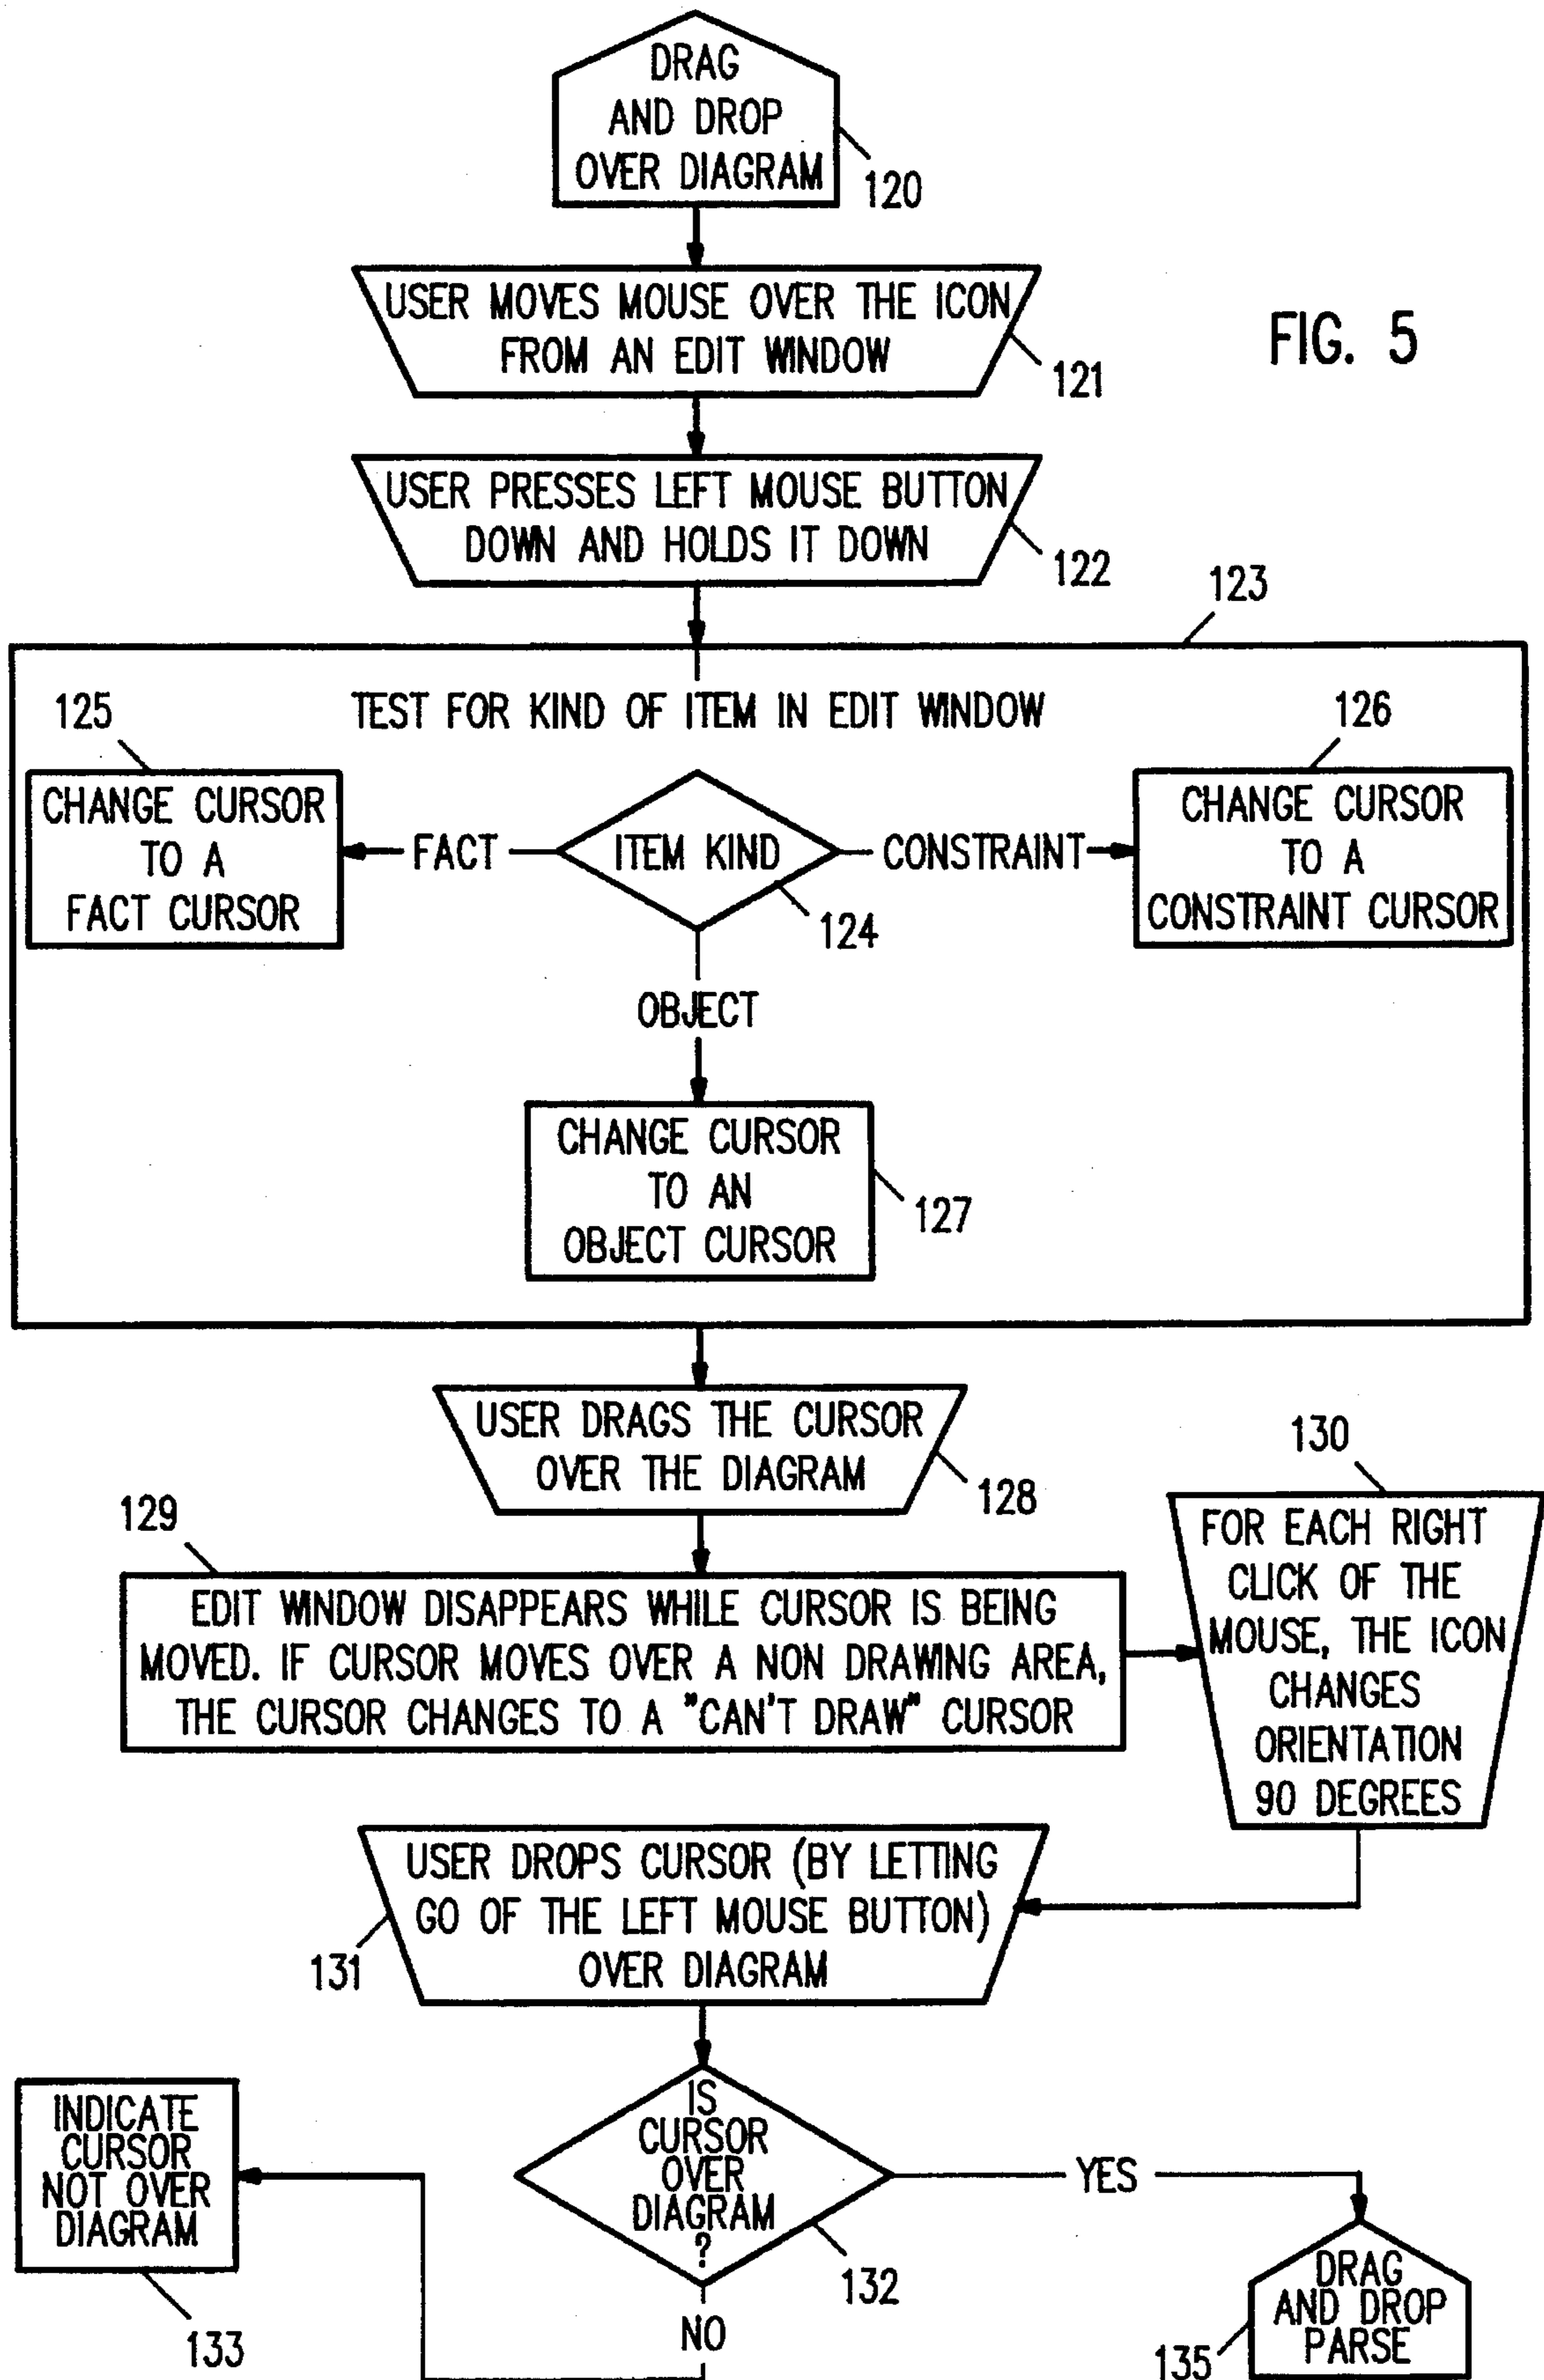 DRAG
AND DROP
OVER DIAGRAM
120
USER MOVES MOUSE OVER THE ICON
FROM AN EDIT WINDOW
121
FIG. 5
USER PRESSES LEFT MOUSE BUTTON
DOWN AND HOLDS IT DOWN
122
123
TEST FOR KIND OF ITEM IN EDIT WINDOW
125
CHANGE CURSOR
TO A
FACT CURSOR
FACT
ITEM KIND
124
CONSTRAINT
126
CHANGE CURSOR
TO A
CONSTRAINT CURSOR
OBJECT
CHANGE CURSOR
TO AN
OBJECT CURSOR
127
USER DRAGS THE CURSOR
OVER THE DIAGRAM
128
129
EDIT WINDOW DISAPPEARS WHILE CURSOR IS BEING
MOVED. IF CURSOR MOVES OVER A NON DRAWING AREA,
THE CURSOR CHANGES TO A "CAN'T DRAW" CURSOR
130
FOR EACH RIGHT
CLICK OF THE
MOUSE, THE ICON
CHANGES
ORIENTATION
90 DEGREES
USER DROPS CURSOR (BY LETTING
GO OF THE LEFT MOUSE BUTTON)
OVER DIAGRAM
131
IS
CURSOR
OVER
DIAGRAM
?
132
NO
INDICATE
CURSOR
NOT OVER
DIAGRAM
133
YES
DRAG
AND DROP
PARSE
135